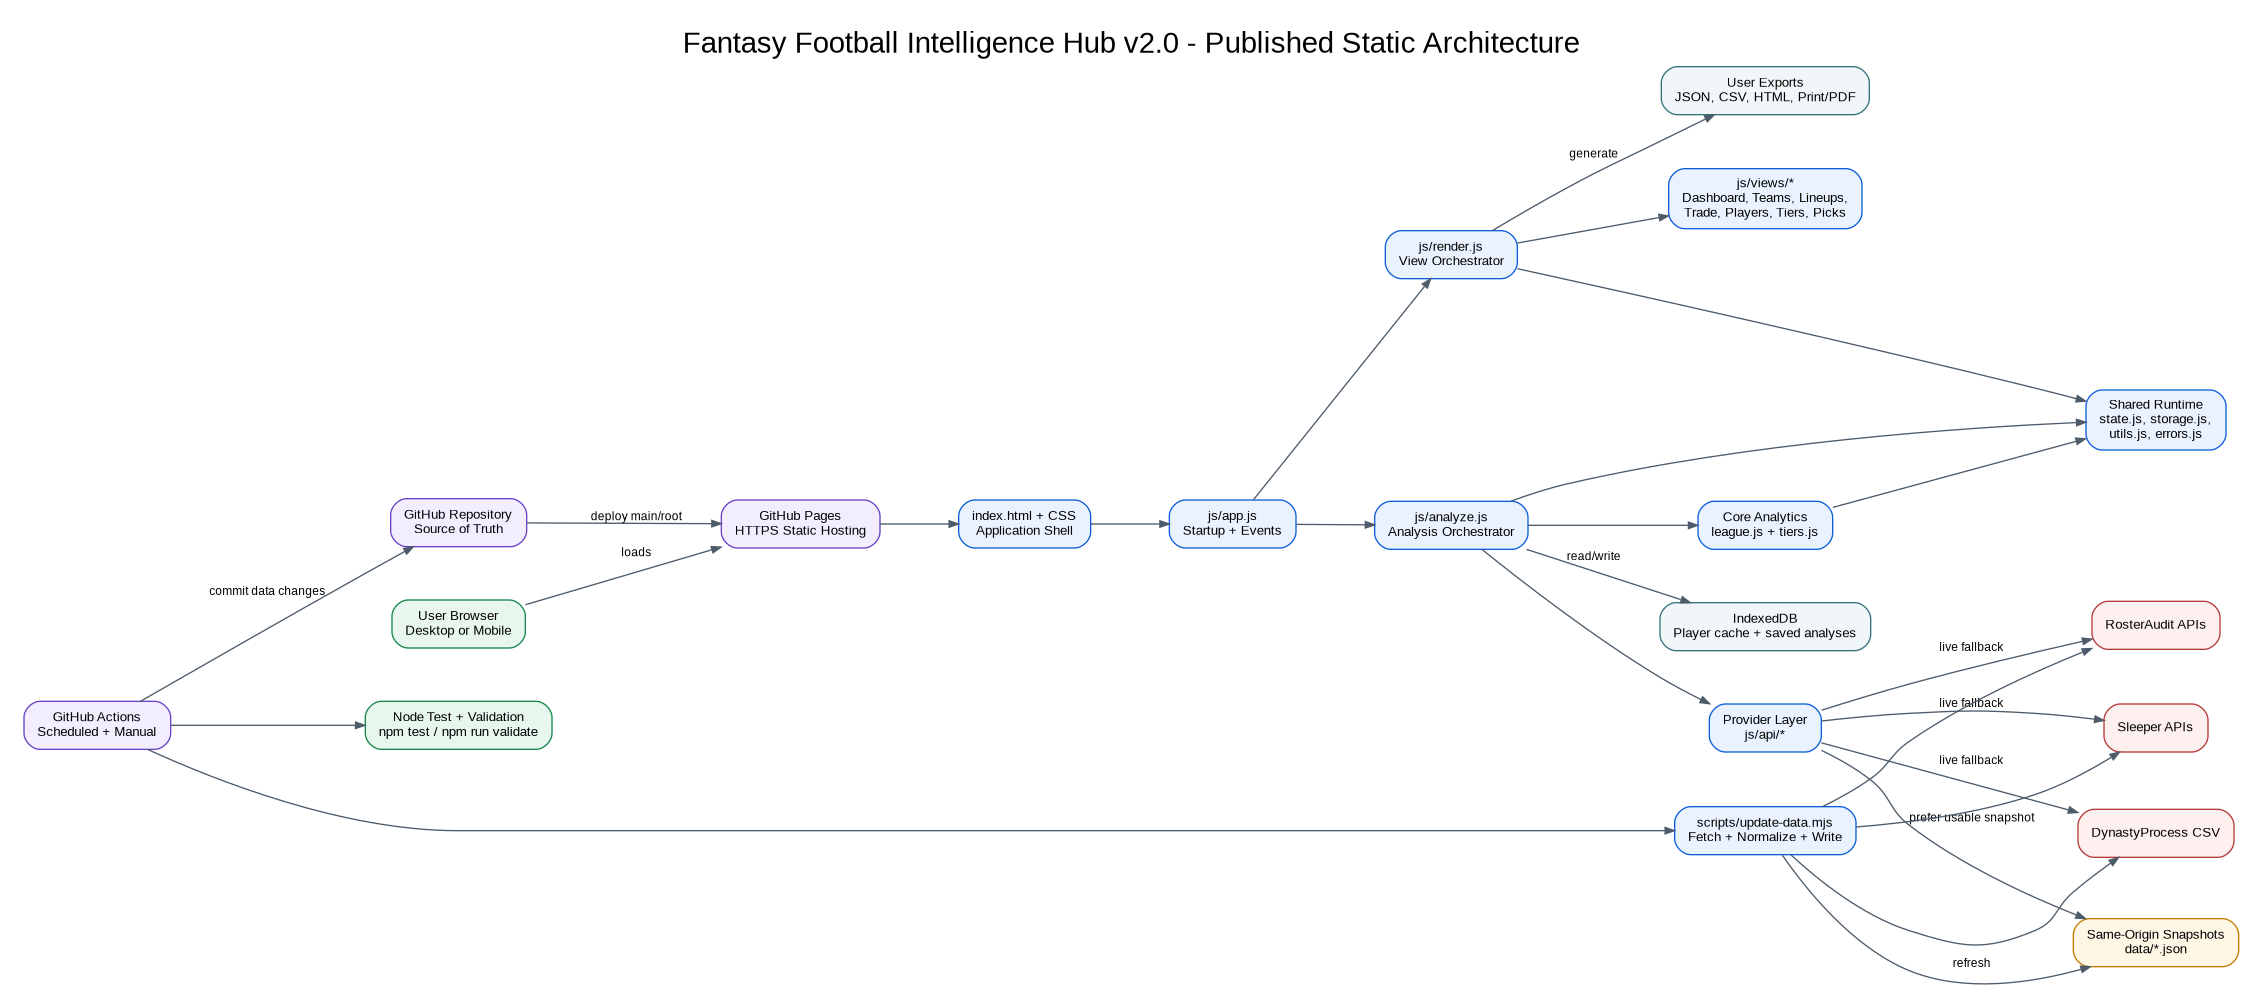 Fantasy Football Intelligence Hub v2.0 - Published Static Architecture
User Exports
JSON, CSV, HTML, Print/PDF
generate
js/views/*
Dashboard, Teams, Lineups,
Trade, Players, Tiers, Picks
js/render.js
View Orchestrator
Shared Runtime
state.js, storage.js,
utils.js, errors.js
GitHub Repository
Source of Truth
deploy main/root
GitHub Pages
HTTPS Static Hosting
index.html + CSS
Application Shell
js/app.js
Startup + Events
js/analyze.js
Analysis Orchestrator
Core Analytics
league.js + tiers.js
loads
read/write
commit data changes
User Browser
Desktop or Mobile
IndexedDB
Player cache + saved analyses
RosterAudit APIs
live fallback
GitHub Actions
Scheduled + Manual
Node Test + Validation
npm test / npm run validate
Provider Layer
js/api/*
live fallback
Sleeper APIs
live fallback
scripts/update-data.mjs
Fetch + Normalize + Write
prefer usable snapshot
DynastyProcess CSV
Same-Origin Snapshots
data/*.json
refresh